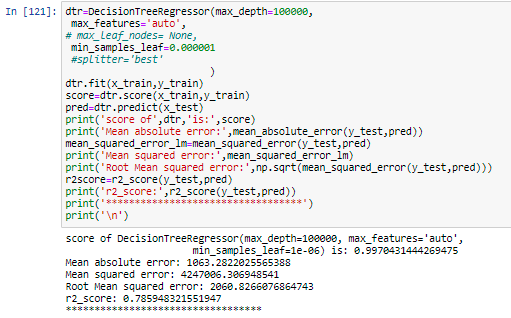 In [121]: dtr=DecisionTreeRegressor(max_depth=100000,
max_features='auto',
# max_leaf_nodes= None,
min_samples_leaf=0.000001
#splitter='best'
)
dtr.fit(x_train,y_train)
score=dtr.score(x_train,y_train)
pred=dtr.predict(x_test)
print('score of',dtr,'is:',score)
print('Mean absolute error:',mean_absolute_error(y_test,pred))
mean_squared_error_lm=mean_squared_error(y_test,pred)
print('Mean squared error:',mean_squared_error_lm)
print('Root Mean squared error:',np.sqrt(mean_squared_error(y_test,pred)))
r2score=r2_score(y_test,pred)
print('r2_score:',r2_score(y_test,pred))
print('*********************************')
print('\n')
score of DecisionTreeRegressor(max_depth=100000, max_features='auto',
min_samples_leaf=1e-06) is: 0.9970431444269475
Mean absolute error: 1063.2822025565388
Mean squared error: 4247006.306948541
Root Mean squared error: 2060.8266076864743
r2_score: 0.785948321551947
*********************************